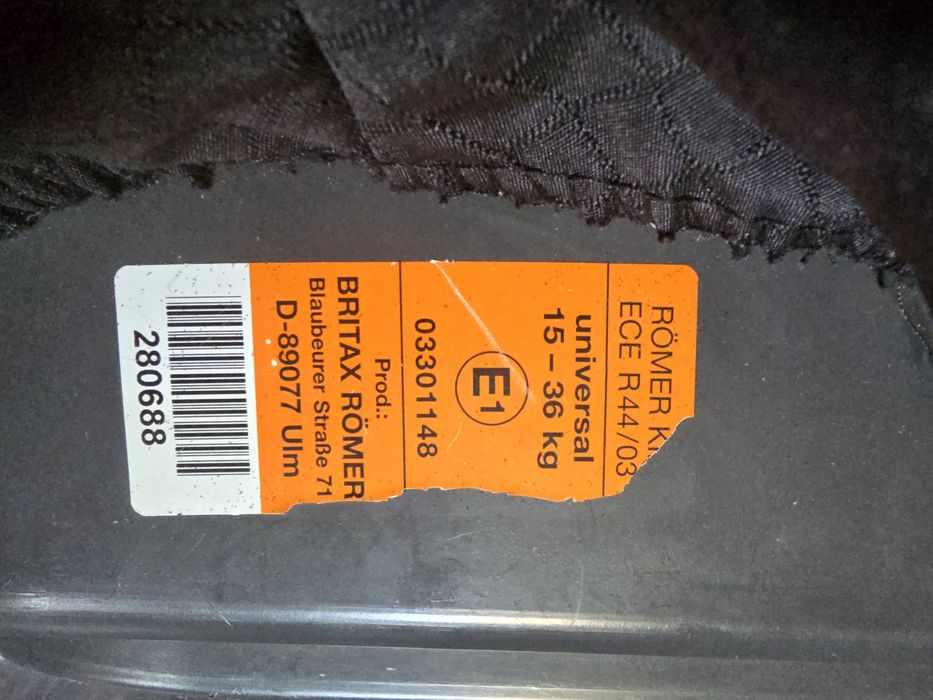 RÖMER
ECE R44/03
universal
15 – 36 kg
E1
03301148
Prod.:
BRITAX RÖMER
Blaubeurer Straße 71
D-89077 Ulm
280688